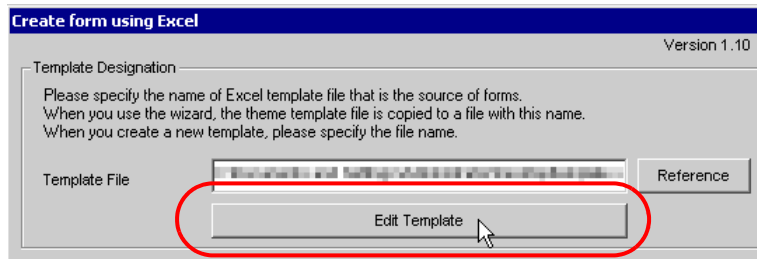 Create form using Excel
Version 1.10
Template Designation
Please specify the name of Excel template file that is the source of forms.
When you use the wizard, the theme template file is copied to a file with this name.
When you create a new template, please specify the file name.
Template File
Reference
Edit Template